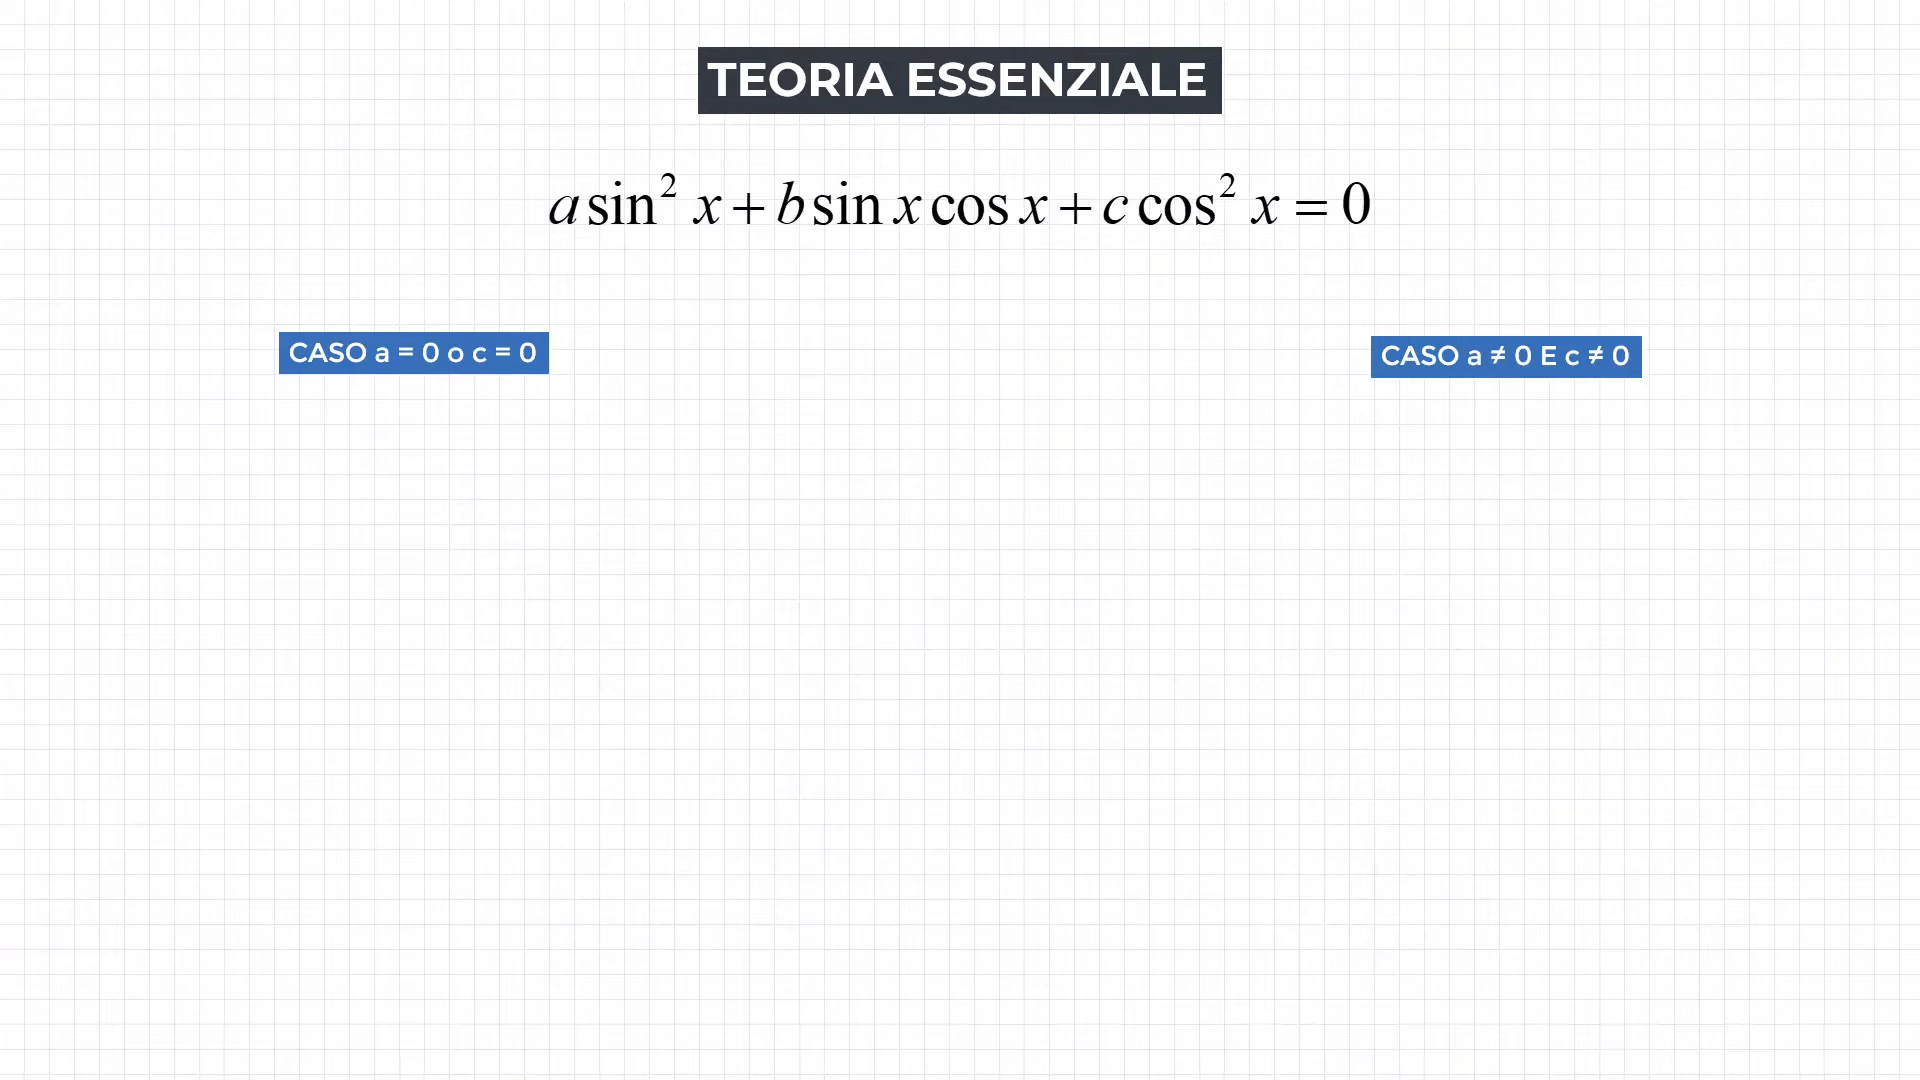 TEORIA ESSENZIALE
a sin² x + b sin x cos x + c cos² x = 0
CASO a = 0 o c = 0
CASO a ≠ 0 E c ≠ 0